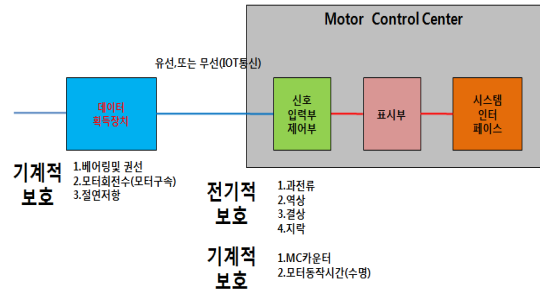 Motor Control Center
유선,또는 무선(IOT통신)
데이터
획득장치
신호
입력부
제어부
표시부
시스템
인터
페이스
기계적
보호
1.베어링및 권선
2.모터회전수(모터구속)
3.절연저항
전기적
보호
1.과전류
2.역상
3.결상
4.지락
기계적
보호
1.MC카운터
2.모터동작시간(수명)